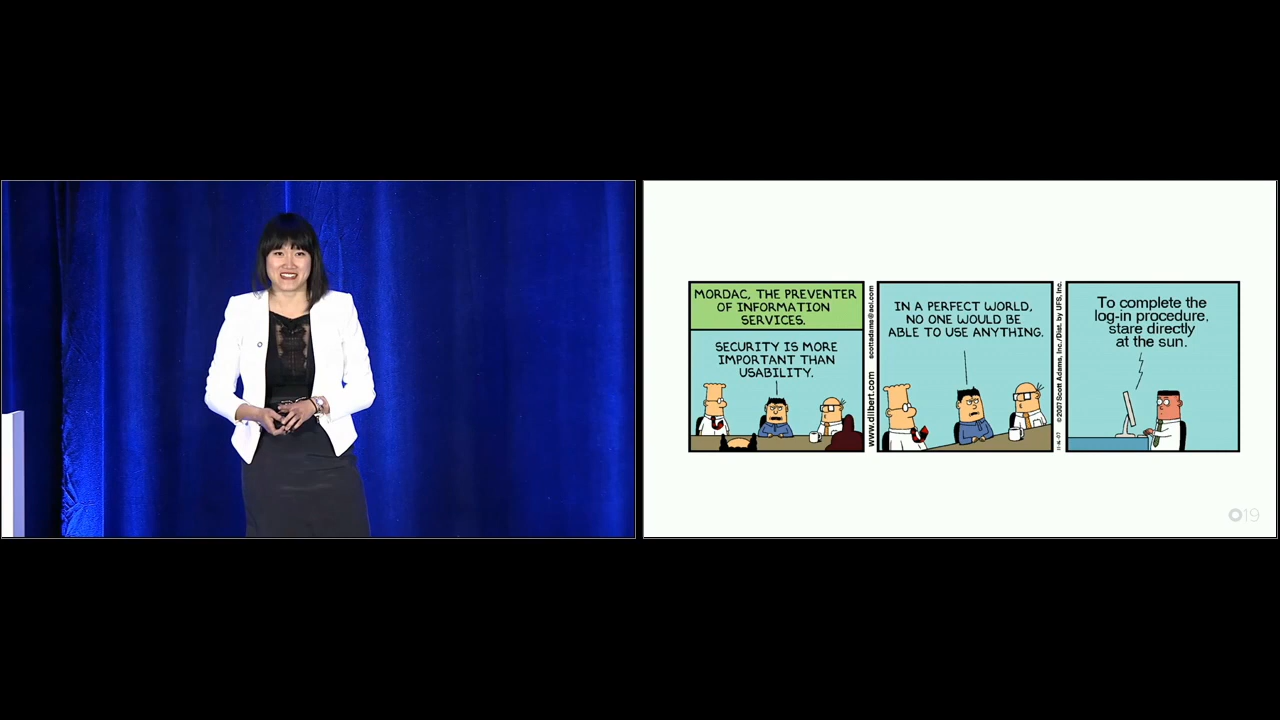 MORDAC, THE PREVENTER
OF INFORMATION
SERVICES.
SECURITY IS MORE
IMPORTANT THAN
USABILITY.
www.dilbert.com scottadams@aol.com
IN A PERFECT WORLD,
NO ONE WOULD BE
ABLE TO USE ANYTHING.
©2007 Scott Adams, Inc./Dist. by UFS, Inc.
To complete the
log-in procedure,
stare directly
at the sun.
19